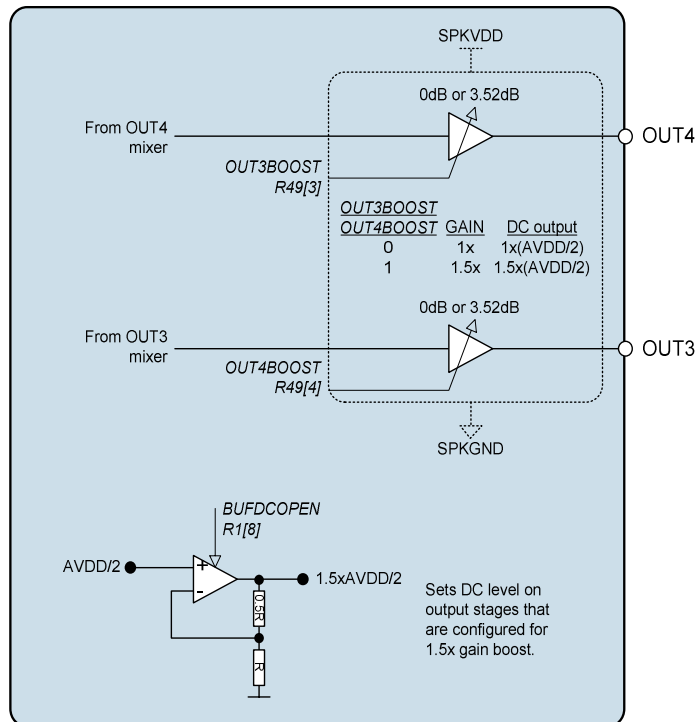 SPKVDD
0dB or 3.52dB
From OUT4
mixer
OUT4
OUT3BOOST
R49[3]
OUT3BOOST
OUT4BOOST GAIN DC output
0 1x 1x(AVDD/2)
1 1.5x 1.5x(AVDD/2)
0dB or 3.52dB
From OUT3
mixer
OUT3
OUT4BOOST
R49[4]
SPKGND
BUFDCOPEN
R1[8]
AVDD/2
+
-
1.5xAVDD/2
0.5R
R
Sets DC level on
output stages that
are configured for
1.5x gain boost.